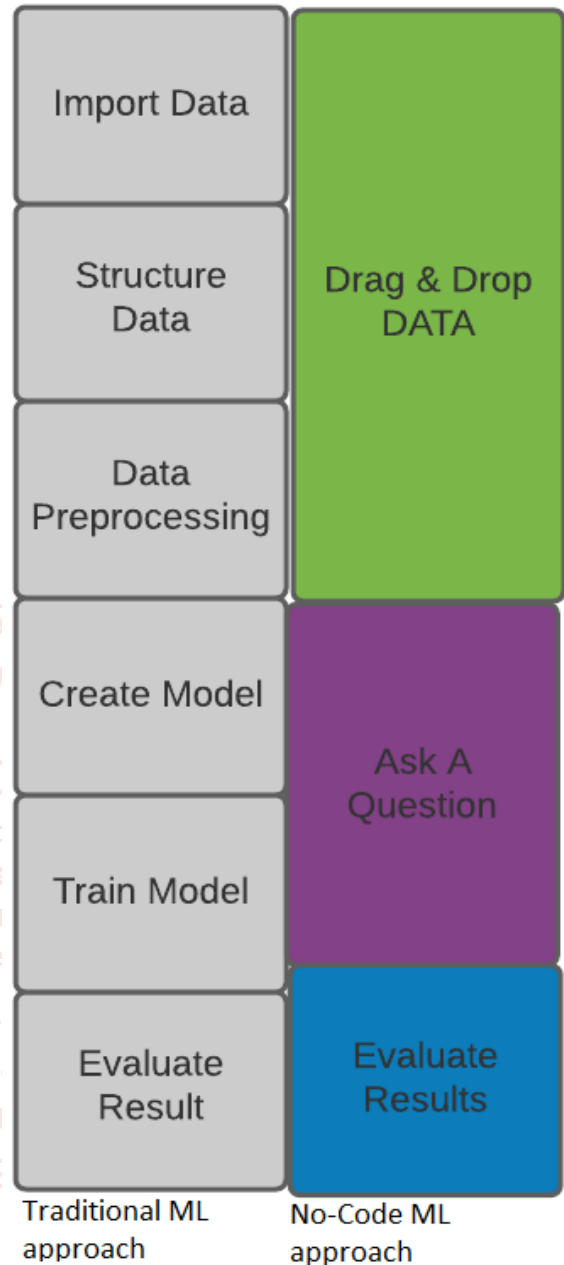 Import Data
Structure
Data
Data
Preprocessing
Create Model
Train Model
Evaluate
Result
Traditional ML
approach
Drag & Drop
DATA
Ask A
Question
Evaluate
Results
No-Code ML
approach